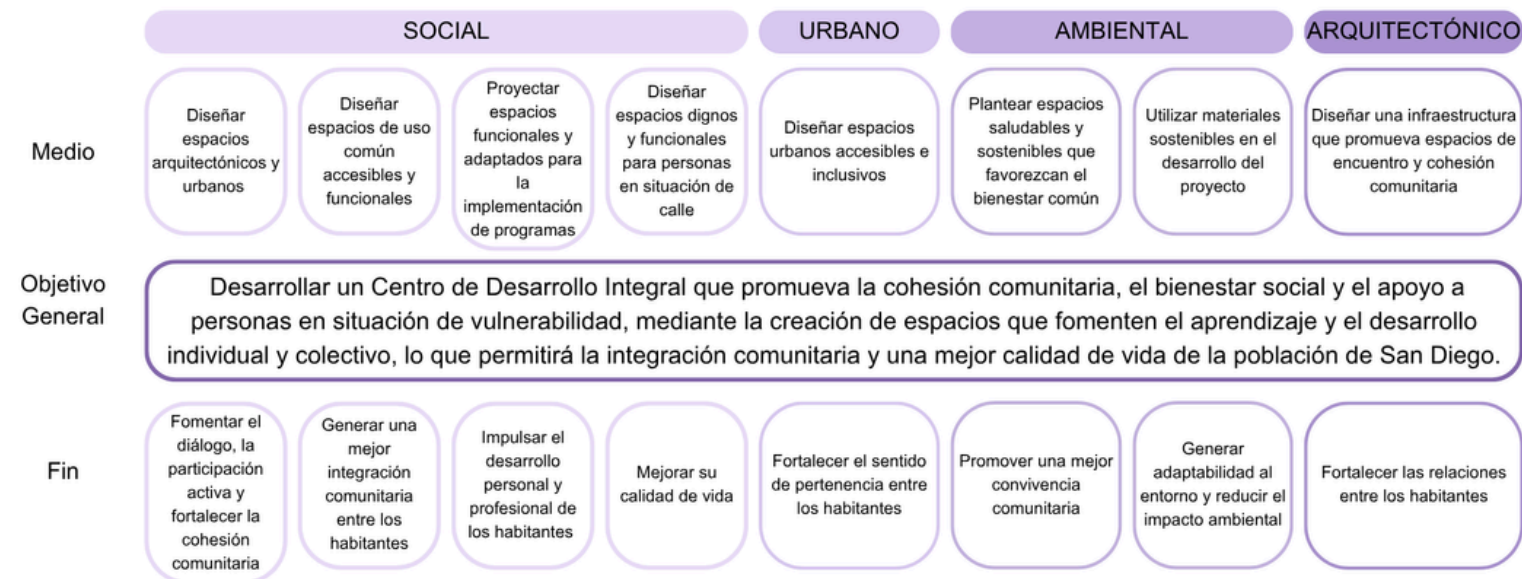 SOCIAL
URBANO
AMBIENTAL
ARQUITECTÓNICO
Medio
Diseñar
espacios
arquitectónicos y
urbanos
Diseñar
espacios de uso
común
accesibles y
funcionales
Proyectar
espacios
funcionales y
adaptados para
la
implementación
de programas
Diseñar
espacios dignos
y funcionales
para personas
en situación de
calle
Diseñar espacios
urbanos accesibles e
inclusivos
Plantear espacios
saludables y
sostenibles que
favorezcan el
bienestar común
Utilizar materiales
sostenibles en el
desarrollo del
proyecto
Diseñar una infraestructura
que promueva espacios de
encuentro y cohesión
comunitaria
Objetivo
General
Desarrollar un Centro de Desarrollo Integral que promueva la cohesión comunitaria, el bienestar social y el apoyo a
personas en situación de vulnerabilidad, mediante la creación de espacios que fomenten el aprendizaje y el desarrollo
individual y colectivo, lo que permitirá la integración comunitaria y una mejor calidad de vida de la población de San Diego.
Fin
Fomentar el
diálogo, la
participación
activa y
fortalecer la
cohesión
comunitaria
Generar una
mejor
integración
comunitaria
entre los
habitantes
Impulsar el
desarrollo
personal y
profesional de
los habitantes
Mejorar su
calidad de vida
Fortalecer el sentido
de pertenencia entre
los habitantes
Promover una mejor
convivencia
comunitaria
Generar
adaptabilidad al
entorno y reducir el
impacto ambiental
Fortalecer las relaciones
entre los habitantes